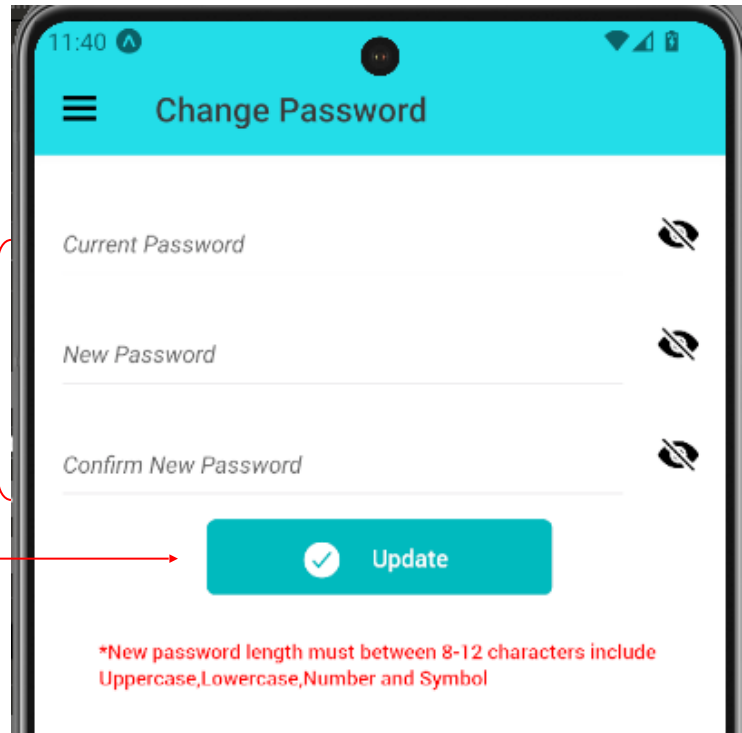 11:40
Change Password
Current Password
New Password
Confirm New Password
Update
*New password length must between 8-12 characters include
Uppercase,Lowercase,Number and Symbol